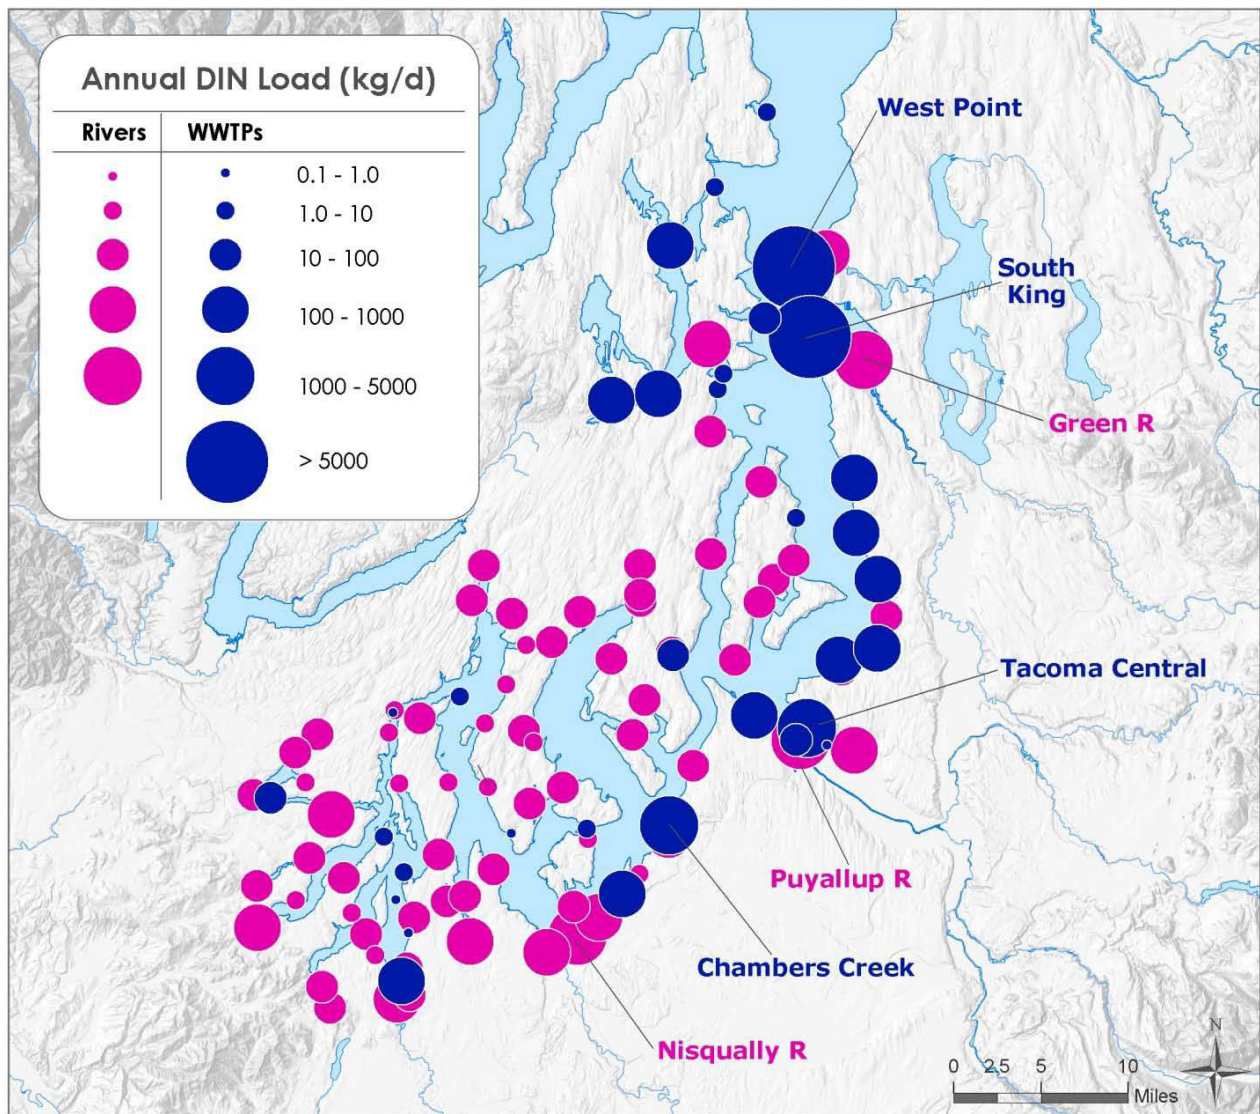 Annual DIN Load (kg/d)
Rivers WWTPs
0.1 - 1.0
1.0 - 10
10 - 100
100 - 1000
1000 - 5000
> 5000
West Point
South
King
Green R
Tacoma Central
Puyallup R
Chambers Creek
Nisqually R
N
0 2.5 5 10
Miles